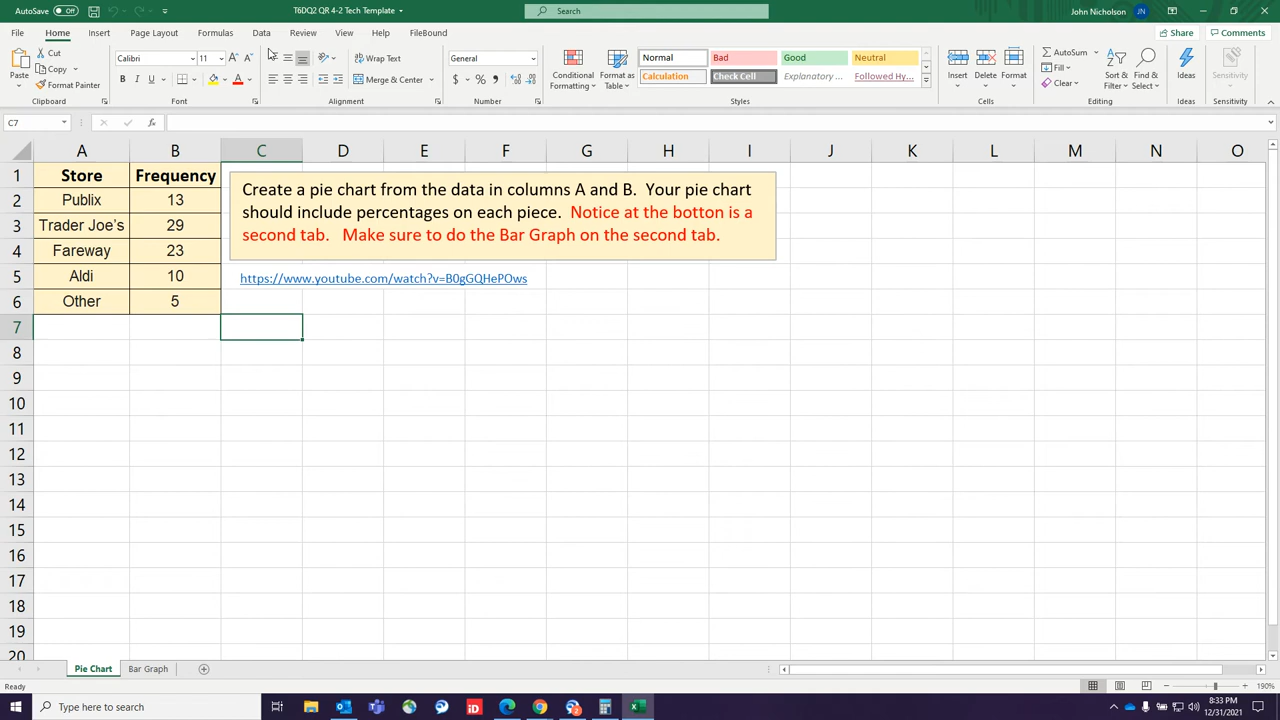 AutoSave Off T6DQ2 QR 4-2 Tech Template Search John Nicholson JN
File Home Insert Page Layout Formulas Data Review View Help FileBound Share Comments
Paste Cut Copy Format Painter
Clipboard
Calibri 11 A A
B I U A
Font
Wrap Text
Merge & Center
Alignment
General
$ % 9
Number
Conditional Formatting Format as Table
Normal Bad Good Neutral
Calculation Check Cell Explanatory ... Followed Hy...
Styles
Insert Delete Format
Cells
AutoSum Fill Clear
Sort & Filter Find & Select
Editing
Ideas
Ideas
Sensitivity
Sensitivity
C7 fx
A B C D E F G H I J K L M N O
1 Store Frequency
2 Publix 13
3 Trader Joe's 29
4 Fareway 23
5 Aldi 10
6 Other 5
Create a pie chart from the data in columns A and B. Your pie chart
should include percentages on each piece. Notice at the botton is a
second tab. Make sure to do the Bar Graph on the second tab.
https://www.youtube.com/watch?v=B0gGQHePOws
7
8
9
10
11
12
13
14
15
16
17
18
19
20
Pie Chart Bar Graph
Ready 190%
Type here to search
8:33 PM
12/31/2021